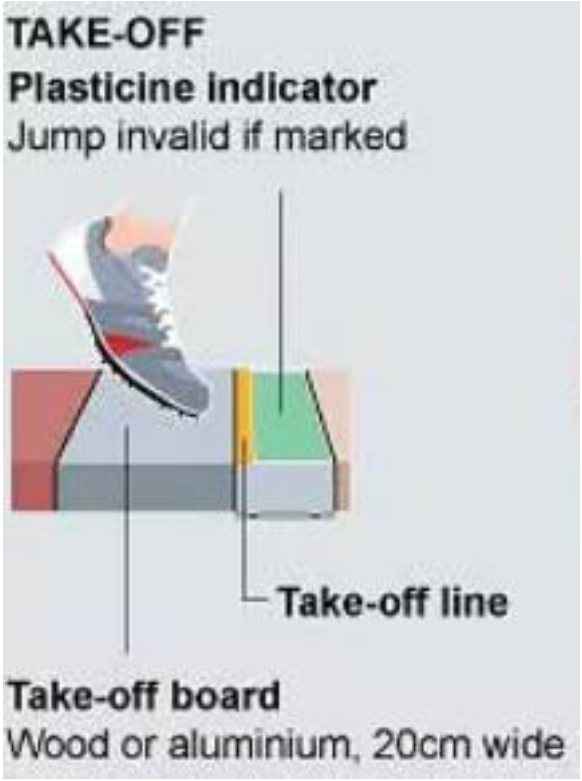 TAKE-OFF
Plasticine indicator
Jump invalid if marked
Take-off line
Take-off board
Wood or aluminium, 20cm wide